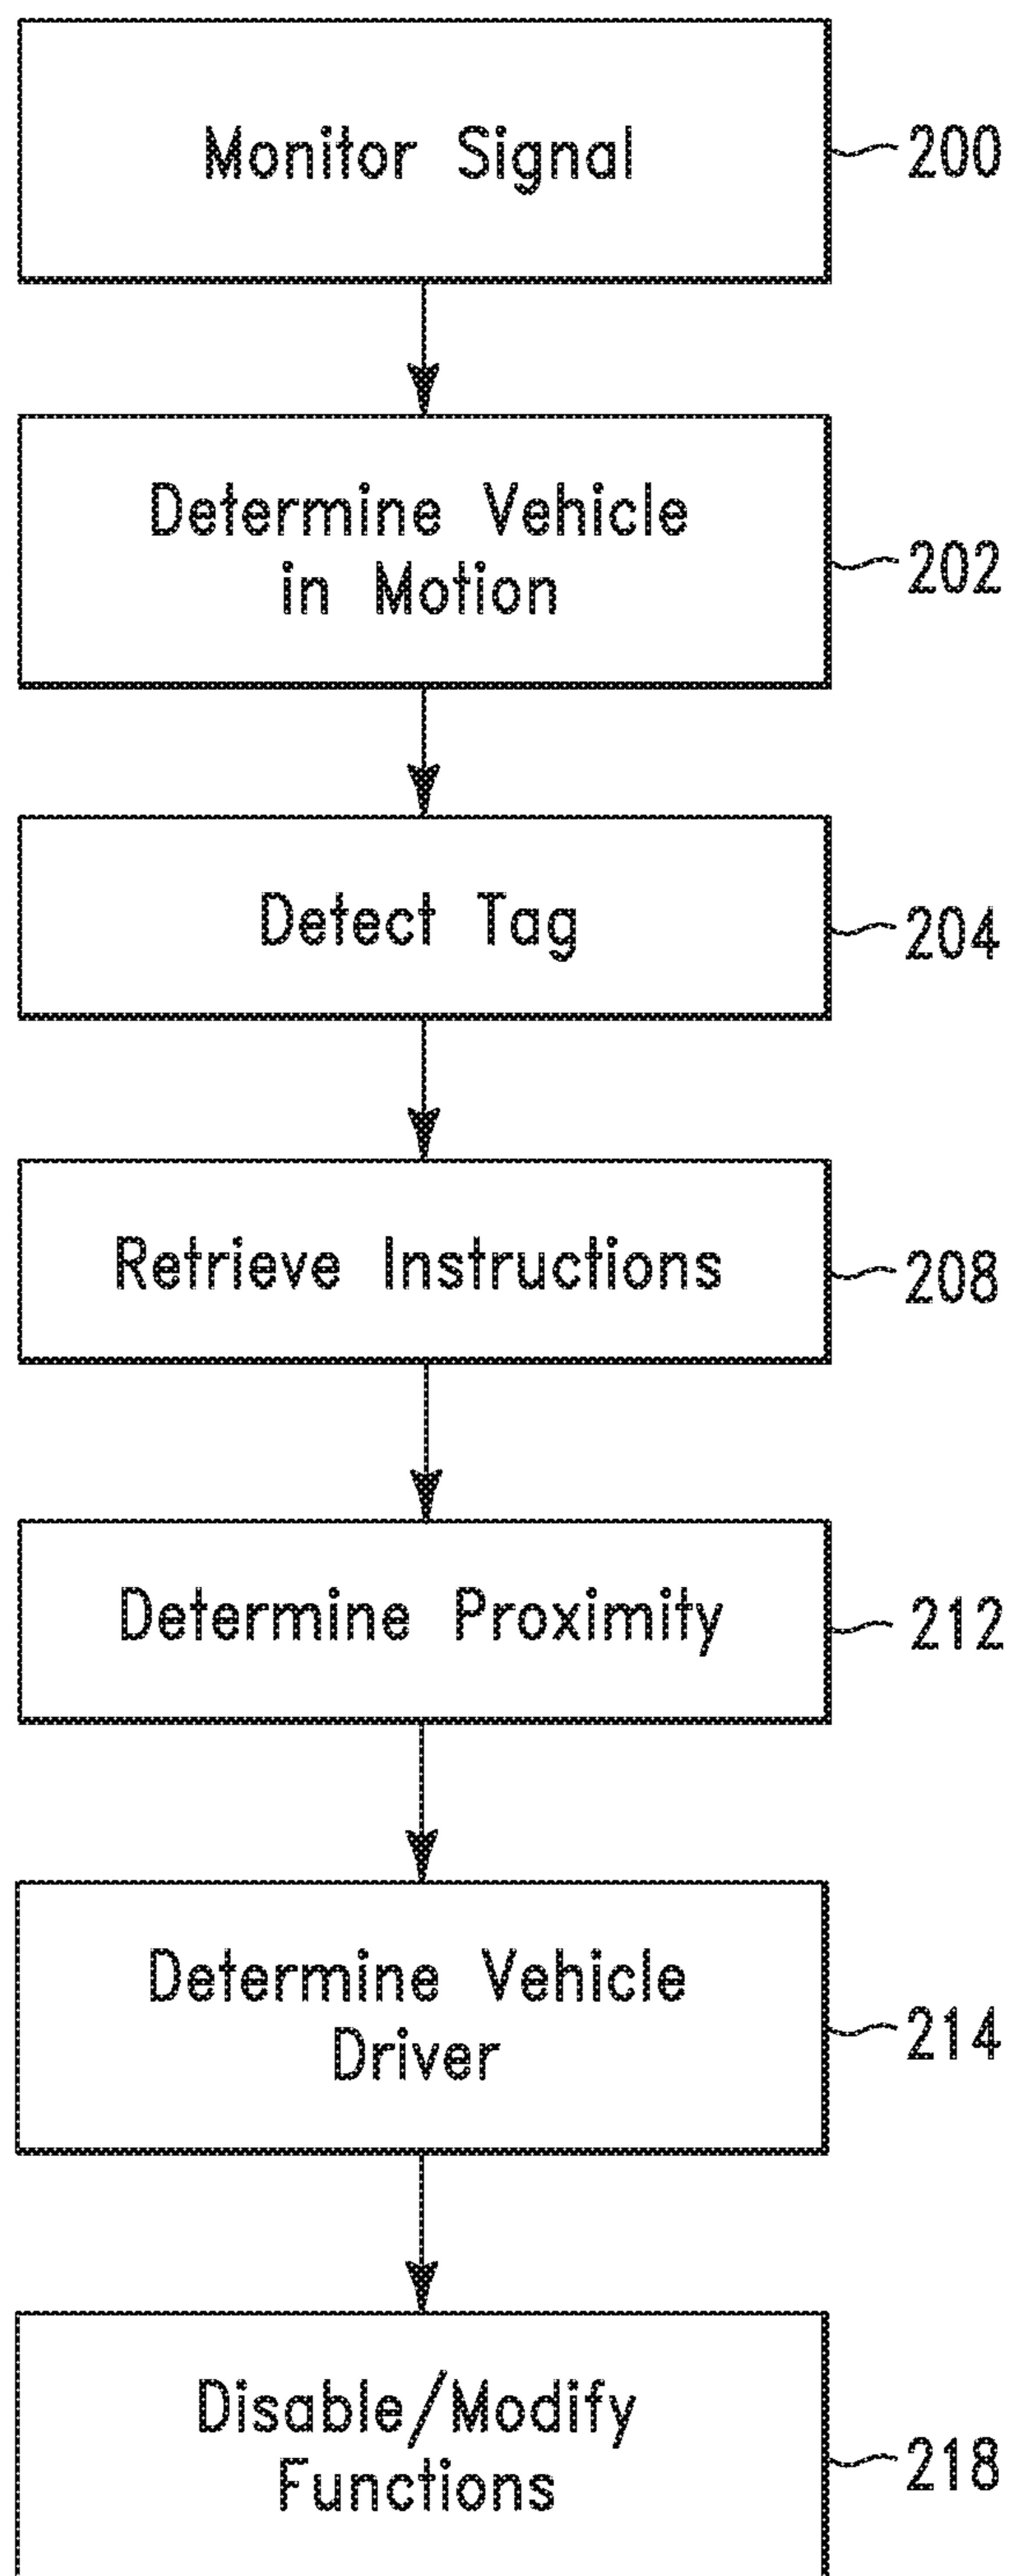 Monitor Signal
200
Determine Vehicle
in Motion
202
Detect Tag
204
Retrieve Instructions
208
Determine Proximity
212
Determine Vehicle
Driver
214
Disable/Modify
Functions
218